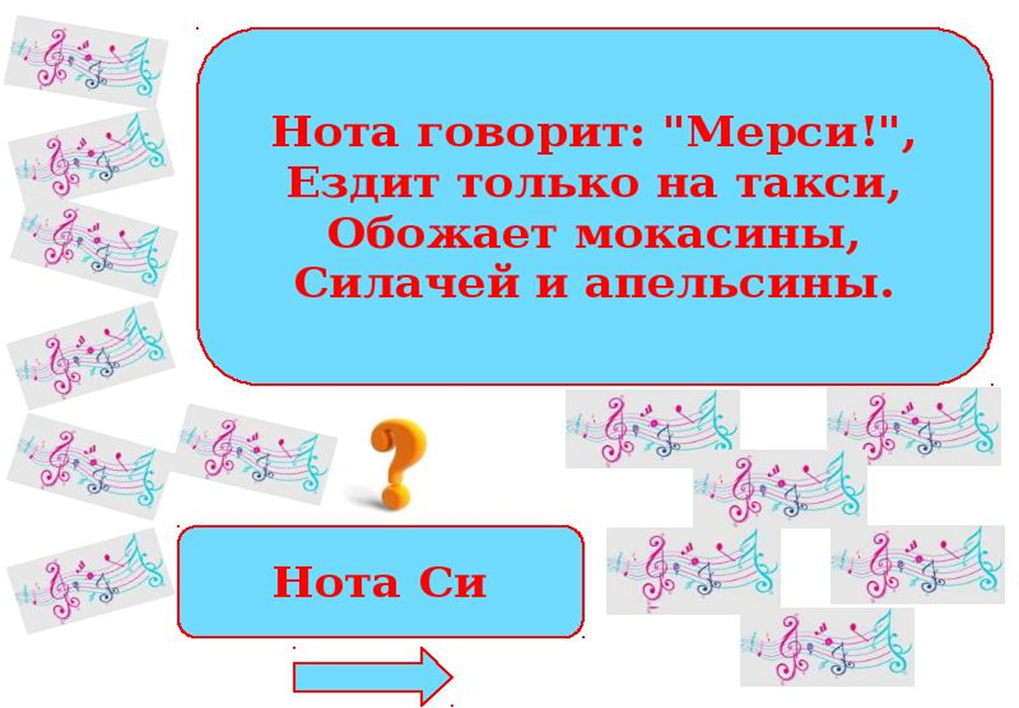 Нота говорит: "Мерси!",
Ездит только на такси,
Обожает мокасины,
Силачей и апельсины.
?
Нота Си